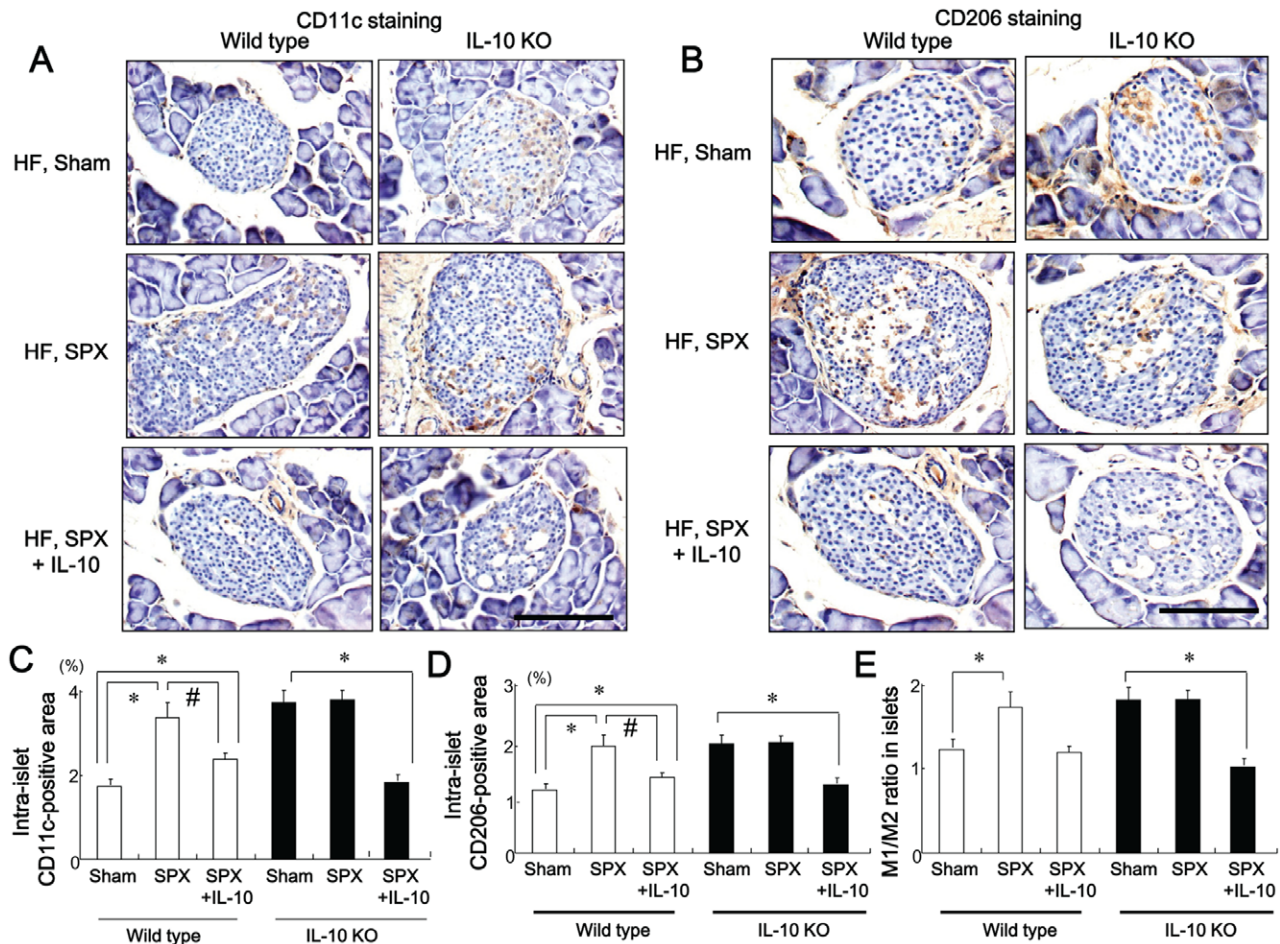 CD11c staining
Wild type IL-10 KO
A
HF, Sham
HF, SPX
HF, SPX
+ IL-10
CD206 staining
Wild type IL-10 KO
B
HF, Sham
HF, SPX
HF, SPX
+ IL-10
C
(%)
Intra-islet
CD11c-positive area
4
2
0
* * # *
Sham SPX SPX Sham SPX SPX
+IL-10 +IL-10
Wild type IL-10 KO
D
(%)
Intra-islet
CD206-positive area
3
2
1
0
* * # *
Sham SPX SPX Sham SPX SPX
+IL-10 +IL-10
Wild type IL-10 KO
E
M1/M2 ratio in islets
2
1
0
* *
Sham SPX SPX Sham SPX SPX
+IL-10 +IL-10
Wild type IL-10 KO